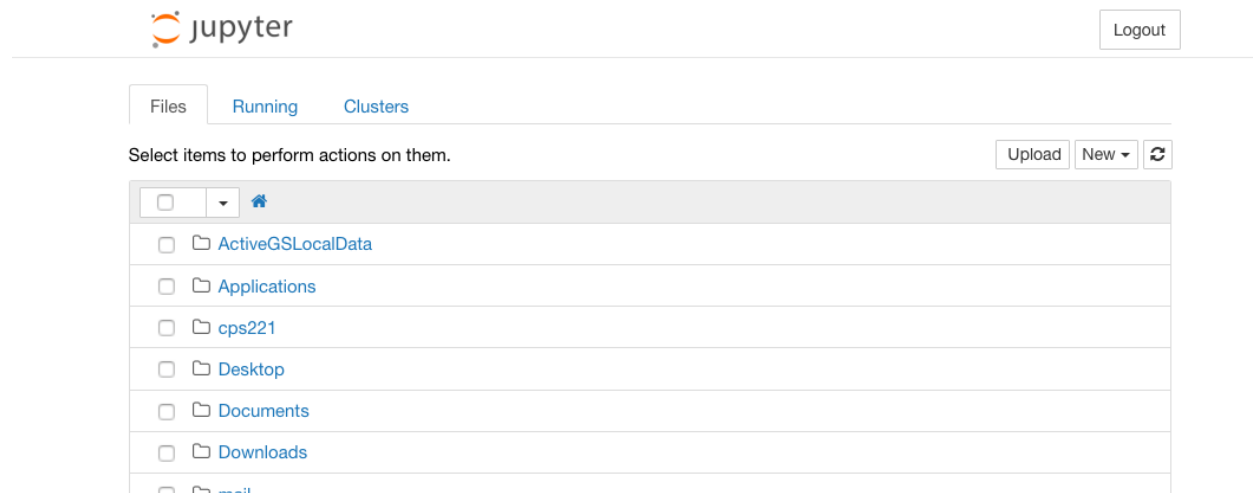 jupyter
Logout
Files Running Clusters
Select items to perform actions on them.
Upload New
ActiveGSLocalData
Applications
cps221
Desktop
Documents
Downloads
mail